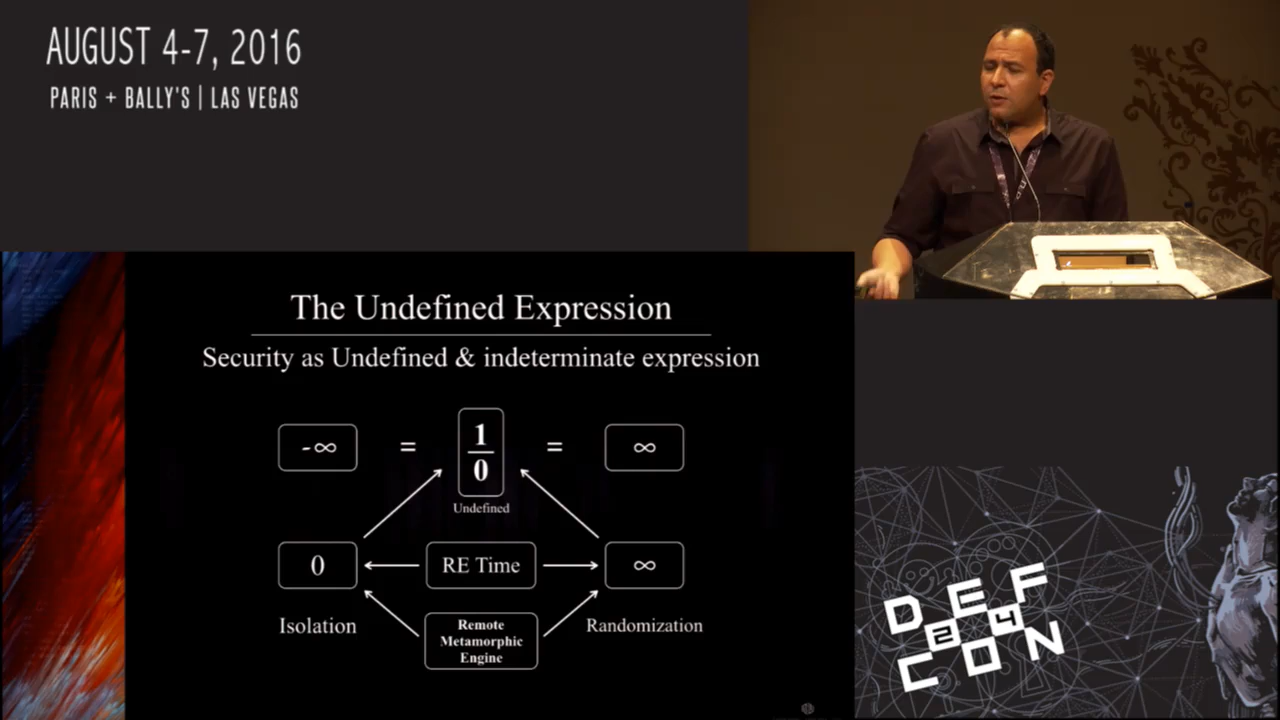 AUGUST 4-7, 2016
PARIS + BALLY'S | LAS VEGAS
The Undefined Expression
Security as Undefined & indeterminate expression
-∞ = 1/0 = ∞
Undefined
0 RE Time ∞
Isolation
Remote
Metamorphic
Engine
Randomization
DEF
24
CON